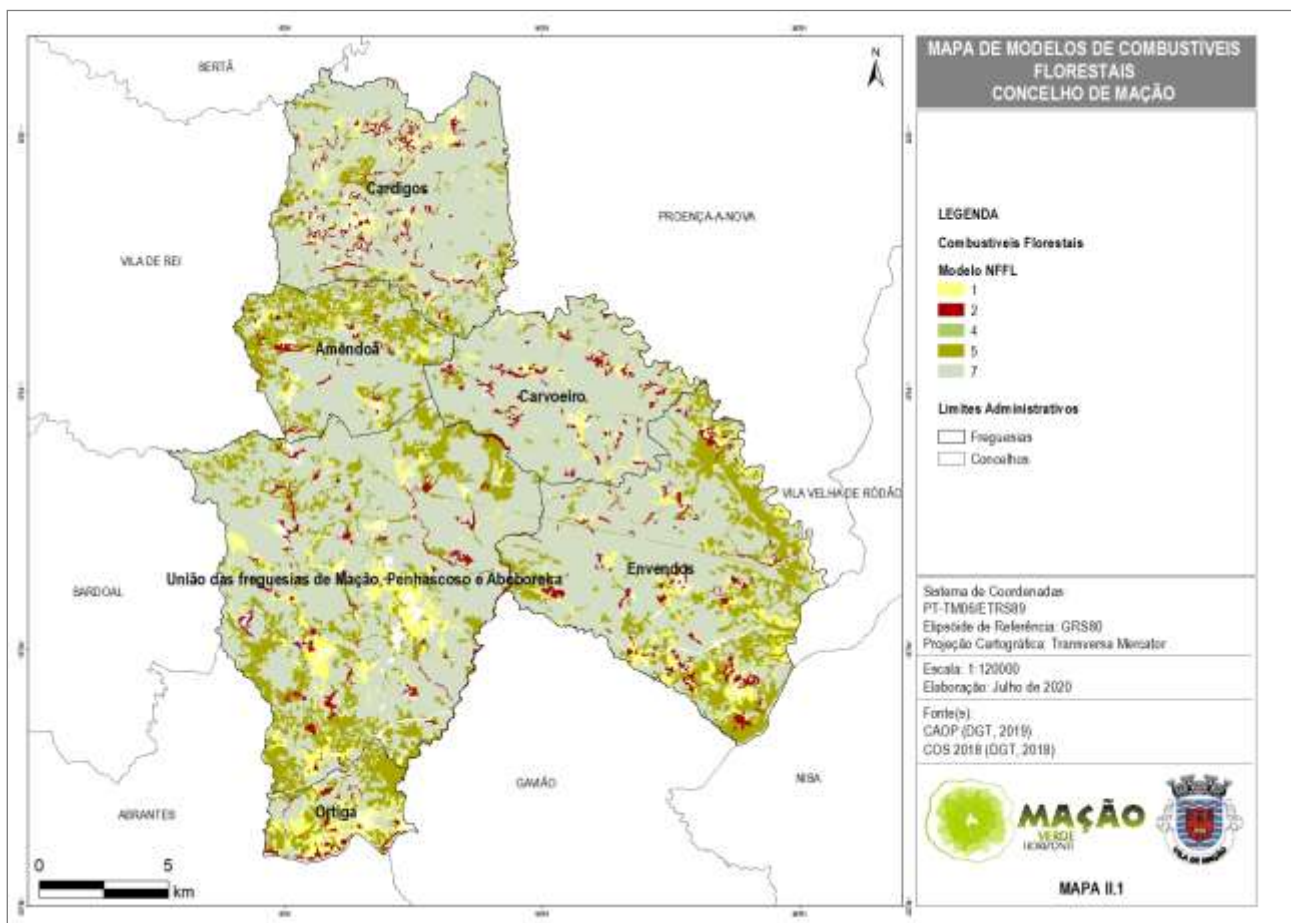 MAPA DE MODELOS DE COMBUSTÍVEIS
FLORESTAIS
CONCELHO DE MAÇÃO
N
SERTÃ
Cardigos
PROENÇA-A-NOVA
VILA DE REI
Amêndoa
Carvoeiro
VILA VELHA DE RÓDÃO
União das freguesias de Mação, Penhascoso e Aboboreira
Envendos
SARDOAL
GAVIÃO
NISA
ABRANTES
Ortiga
0 5
km
LEGENDA
Combustíveis Florestais
Modelo NFFL
1
2
4
5
7
Limites Administrativos
Freguesias
Concelhos
Sistema de Coordenadas:
PT-TM06/ETRS89
Elipsóide de Referência: GRS80
Projeção Cartográfica: Transversa Mercator
Escala: 1:120000
Elaboração: Julho de 2020
Fonte(s):
CAOP (DGT, 2019)
COS 2018 (DGT, 2018)
MAÇÃO
VERDE
HORIZONTE
VILA DE MAÇÃO
MAPA II.1